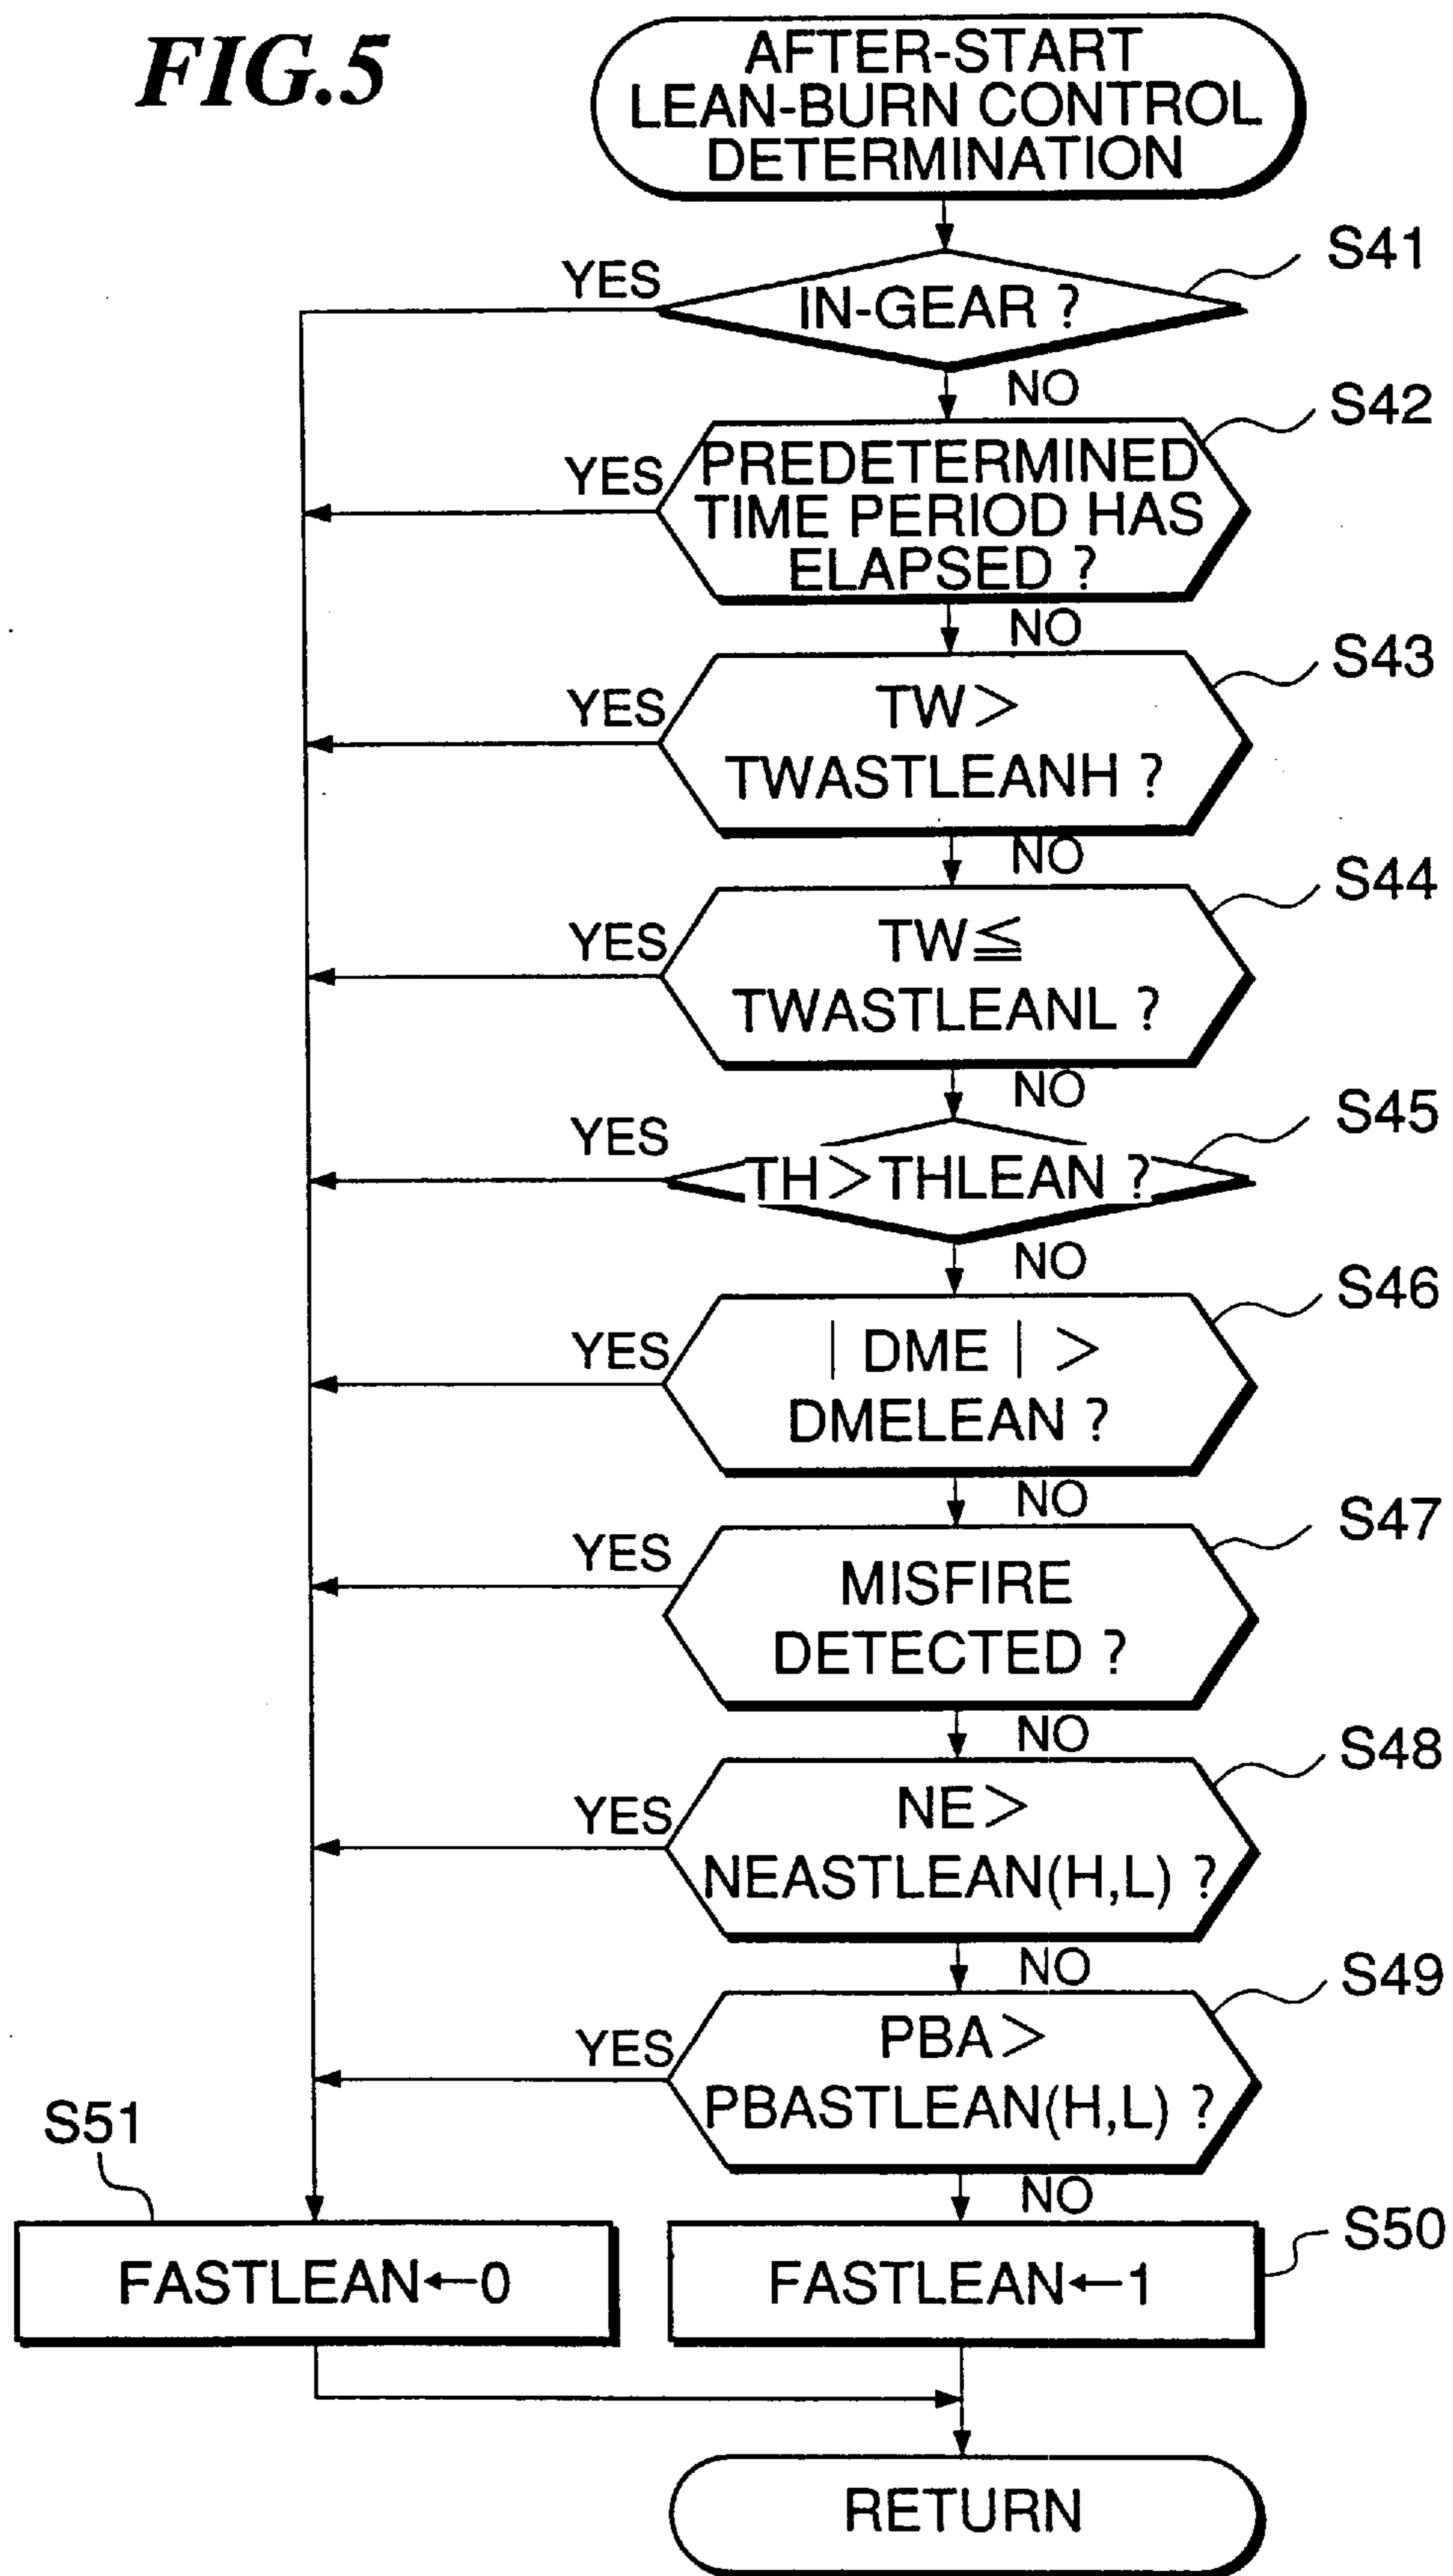 FIG.5
AFTER-START
LEAN-BURN CONTROL
DETERMINATION
S41
YES
IN-GEAR ?
NO
S42
YES
PREDETERMINED
TIME PERIOD HAS
ELAPSED ?
NO
S43
YES
TW>
TWASTLEANH ?
NO
S44
YES
TW≦
TWASTLEANL ?
NO
S45
YES
TH>THLEAN ?
NO
S46
YES
| DME | >
DMELEAN ?
NO
S47
YES
MISFIRE
DETECTED ?
NO
S48
YES
NE>
NEASTLEAN(H,L) ?
NO
S49
YES
PBA>
PBASTLEAN(H,L) ?
NO
S51
S50
FASTLEAN←0
FASTLEAN←1
RETURN